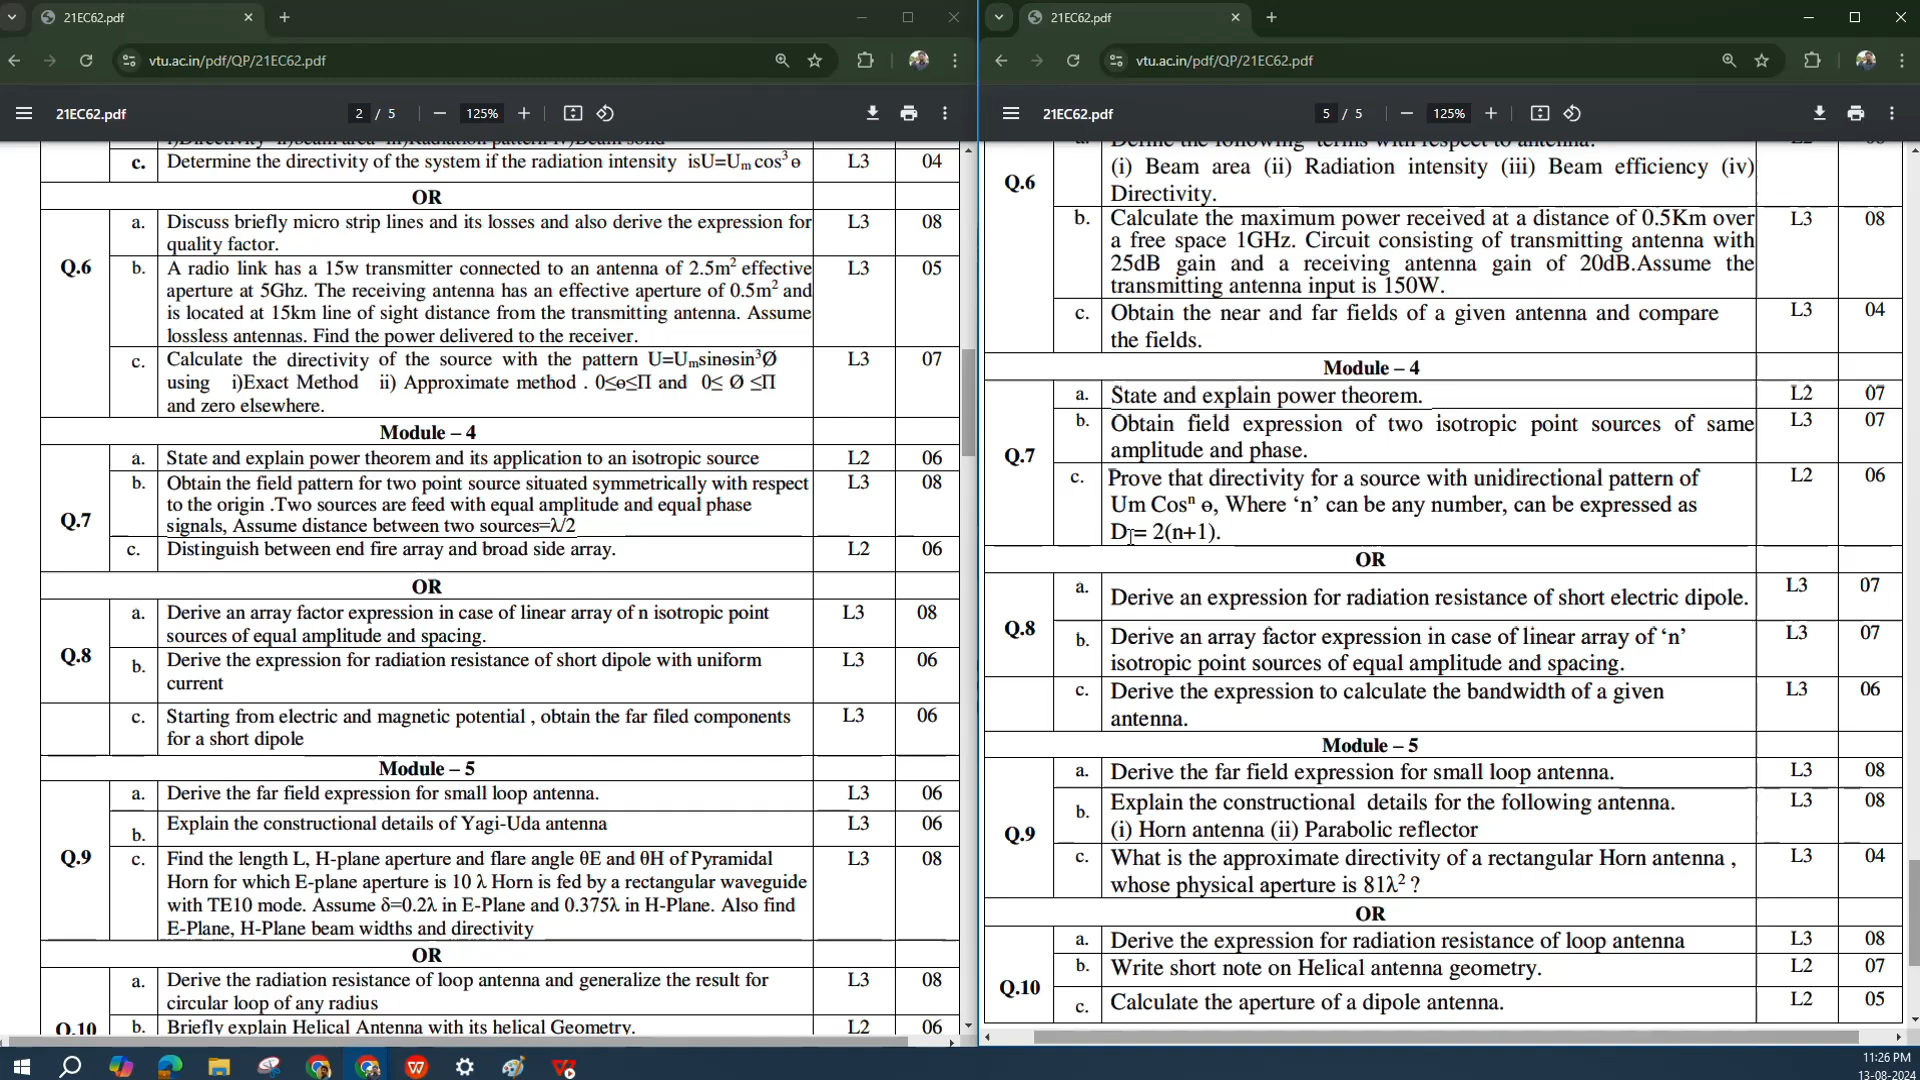 21EC62.pdf
21EC62.pdf
vtu.ac.in/pdf/QP/21EC62.pdf
vtu.ac.in/pdf/QP/21EC62.pdf
21EC62.pdf
2 / 5
125%
21EC62.pdf
5 / 5
125%
c. Determine the directivity of the system if the radiation intensity isU=Um cos³ ɵ L3 04
OR
Q.6
a. Discuss briefly micro strip lines and its losses and also derive the expression for L3 08
quality factor.
b. A radio link has a 15w transmitter connected to an antenna of 2.5m² effective L3 05
aperture at 5Ghz. The receiving antenna has an effective aperture of 0.5m² and
is located at 15km line of sight distance from the transmitting antenna. Assume
lossless antennas. Find the power delivered to the receiver.
c. Calculate the directivity of the source with the pattern U=Umsinɵsin³Ø L3 07
using i)Exact Method ii) Approximate method . 0≤ɵ≤Π and 0≤ Ø ≤Π
and zero elsewhere.
Module – 4
Q.7
a. State and explain power theorem and its application to an isotropic source L2 06
b. Obtain the field pattern for two point source situated symmetrically with respect L3 08
to the origin .Two sources are feed with equal amplitude and equal phase
signals, Assume distance between two sources=λ/2
c. Distinguish between end fire array and broad side array. L2 06
OR
Q.8
a. Derive an array factor expression in case of linear array of n isotropic point L3 08
sources of equal amplitude and spacing.
b. Derive the expression for radiation resistance of short dipole with uniform L3 06
current
c. Starting from electric and magnetic potential , obtain the far filed components L3 06
for a short dipole
Module – 5
Q.9
a. Derive the far field expression for small loop antenna. L3 06
b. Explain the constructional details of Yagi-Uda antenna L3 06
c. Find the length L, H-plane aperture and flare angle θE and θH of Pyramidal L3 08
Horn for which E-plane aperture is 10 λ Horn is fed by a rectangular waveguide
with TE10 mode. Assume δ=0.2λ in E-Plane and 0.375λ in H-Plane. Also find
E-Plane, H-Plane beam widths and directivity
OR
a. Derive the radiation resistance of loop antenna and generalize the result for L3 08
circular loop of any radius
Q.10 b. Briefly explain Helical Antenna with its helical Geometry. L2 06
Q.6
a. Define the following terms with respect to antenna.
(i) Beam area (ii) Radiation intensity (iii) Beam efficiency (iv)
Directivity.
b. Calculate the maximum power received at a distance of 0.5Km over L3 08
a free space 1GHz. Circuit consisting of transmitting antenna with
25dB gain and a receiving antenna gain of 20dB.Assume the
transmitting antenna input is 150W.
c. Obtain the near and far fields of a given antenna and compare L3 04
the fields.
Module – 4
Q.7
a. State and explain power theorem. L2 07
b. Obtain field expression of two isotropic point sources of same L3 07
amplitude and phase.
c. Prove that directivity for a source with unidirectional pattern of L2 06
Um Cosⁿ ɵ, Where ‘n’ can be any number, can be expressed as
D = 2(n+1).
OR
Q.8
a. Derive an expression for radiation resistance of short electric dipole. L3 07
b. Derive an array factor expression in case of linear array of ‘n’ L3 07
isotropic point sources of equal amplitude and spacing.
c. Derive the expression to calculate the bandwidth of a given L3 06
antenna.
Module – 5
Q.9
a. Derive the far field expression for small loop antenna. L3 08
b. Explain the constructional details for the following antenna. L3 08
(i) Horn antenna (ii) Parabolic reflector
c. What is the approximate directivity of a rectangular Horn antenna , L3 04
whose physical aperture is 81λ² ?
OR
Q.10
a. Derive the expression for radiation resistance of loop antenna L3 08
b. Write short note on Helical antenna geometry. L2 07
c. Calculate the aperture of a dipole antenna. L2 05
11:26 PM
13-08-2024